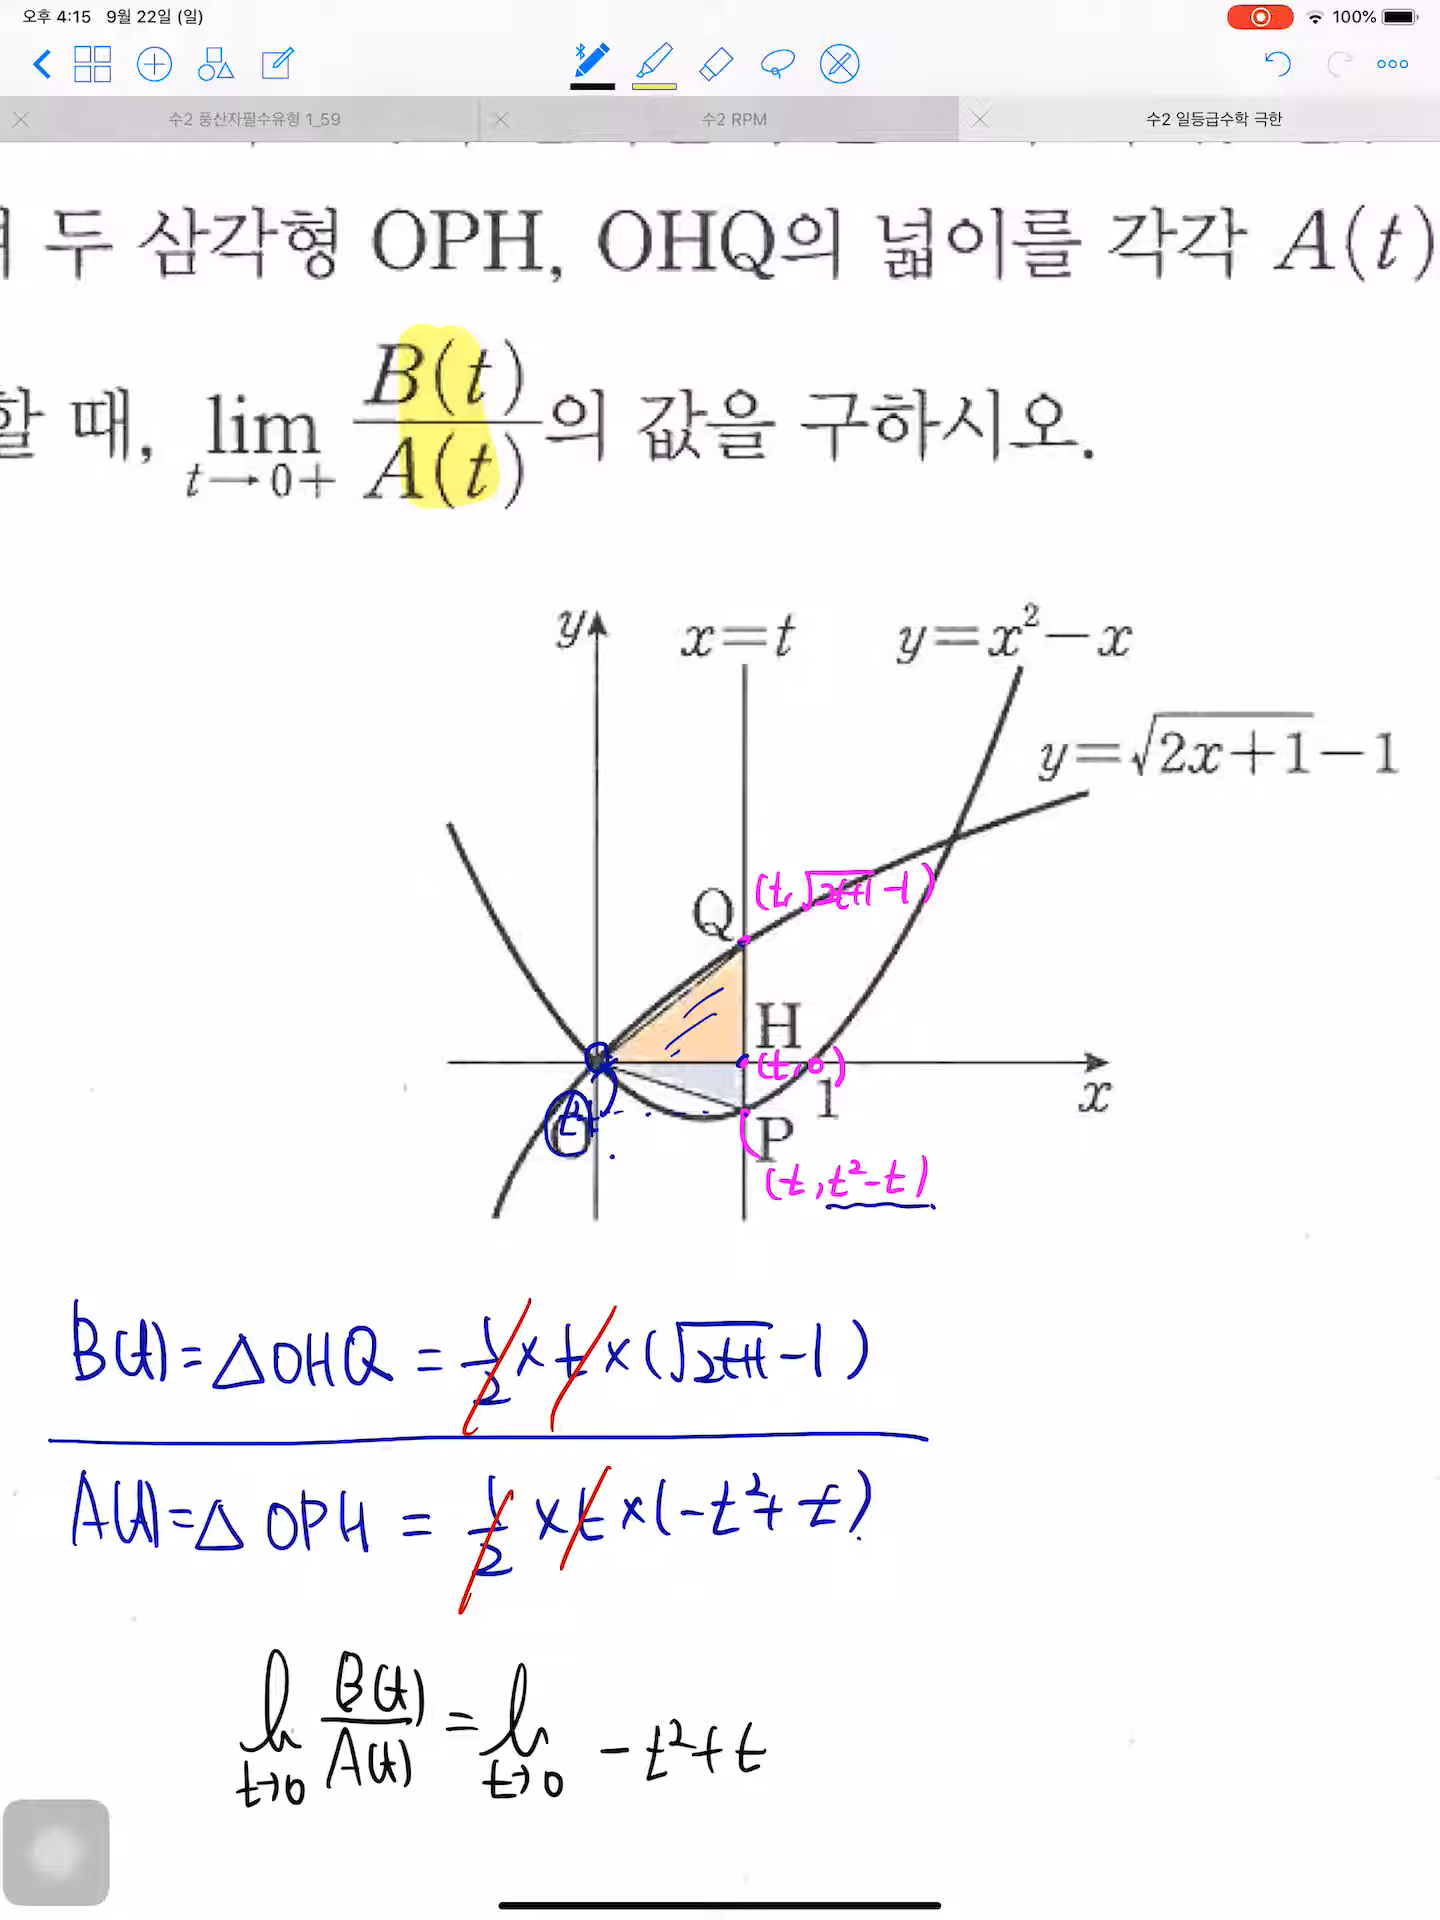 오후 4:15 9월 22일 (일) 100%
수2 풍산자필수유형 1_59 수2 RPM 수2 일등급수학 극한
두 삼각형 OPH, OHQ의 넓이를 각각 A(t)
할 때, lim t→0+ B(t)/A(t) 의 값을 구하시오.
y x=t y=x²-x
y=√2x+1-1
Q (t, √2t+1-1)
H
(t, 0)
1 x
P
(t, t²-t)
B(t)=△OHQ = 1/2 × t × (√2t+1-1)
A(t)=△OPH = 1/2 × t × (-t²+t)
lim t→0 B(t)/A(t) = lim t→0 -t²+t